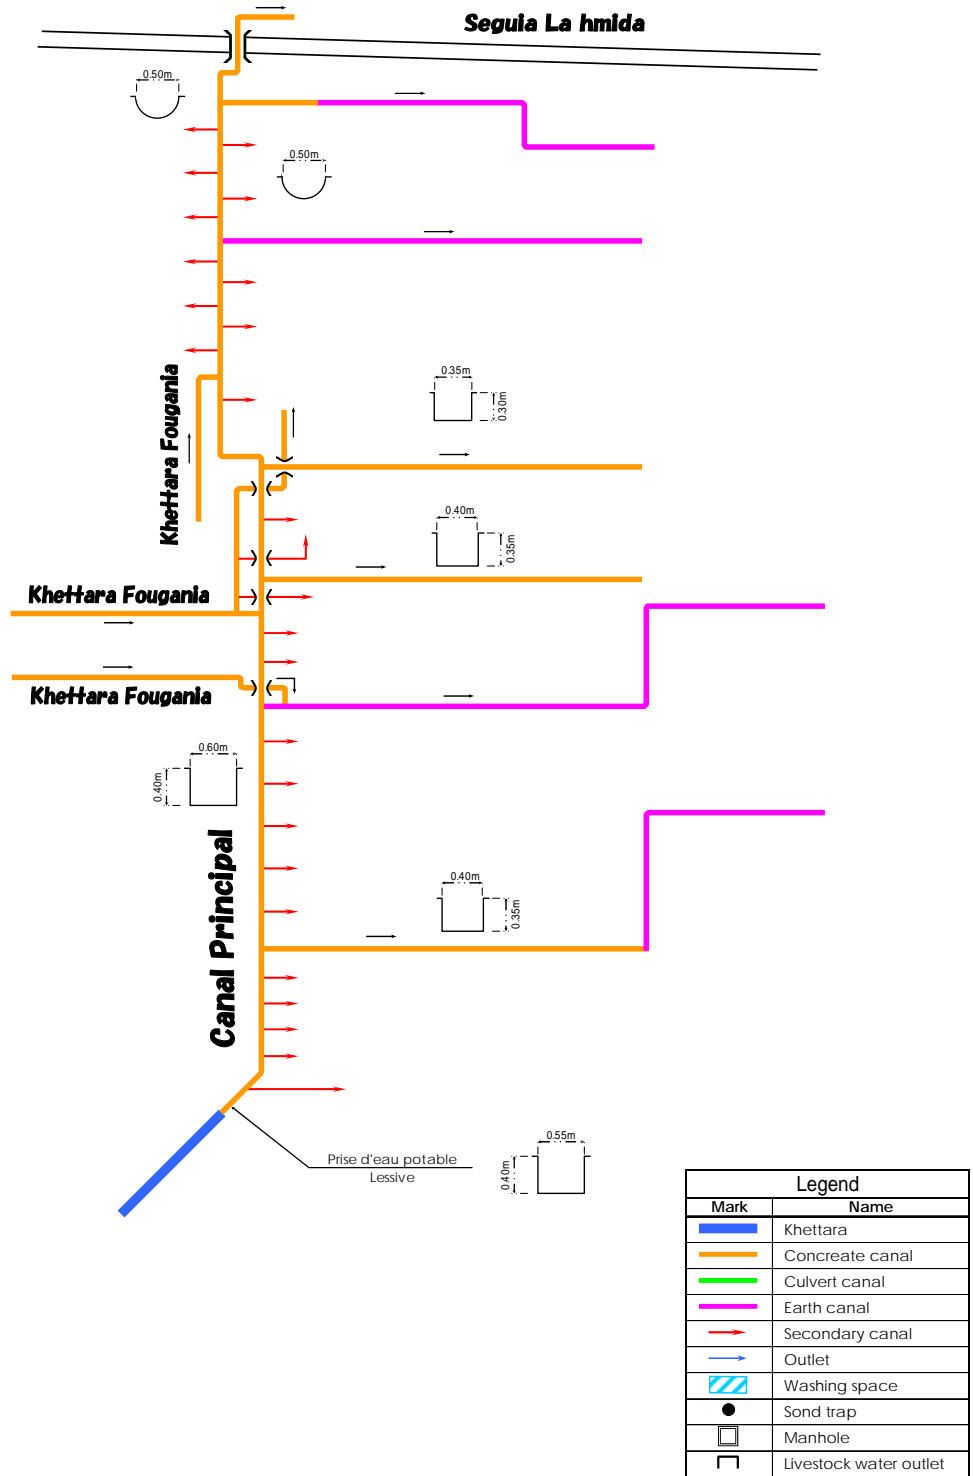 Seguia La hmida
0.50m
0.50m
Khettara Fougania
0.35m
0.30m
0.40m
0.35m
Khettara Fougania
Khettara Fougania
0.60m
0.40m
Canal Principal
0.40m
0.35m
Prise d'eau potable
Lessive
0.55m
0.40m
Legend
Mark Name
Khettara
Concreate canal
Culvert canal
Earth canal
Secondary canal
Outlet
Washing space
Sond trap
Manhole
Livestock water outlet